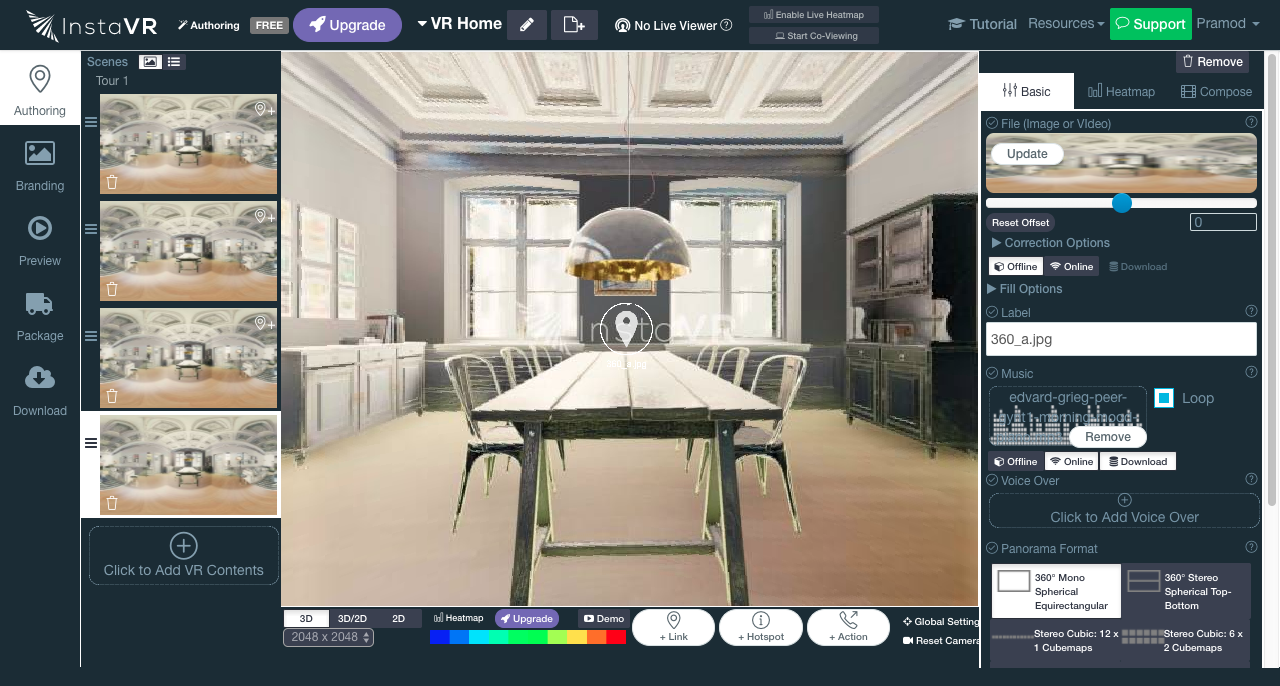 InstaVR
Authoring
FREE
Upgrade
VR Home
No Live Viewer
Enable Live Heatmap
Start Co-Viewing
Tutorial
Resources
Support
Pramod
Authoring
Branding
Preview
Package
Download
Scenes
Tour 1
Click to Add VR Contents
InstaVR
360_a.jpg
3D
3D/2D
2D
2048 x 2048
Heatmap
Upgrade
Demo
+ Link
+ Hotspot
+ Action
Global Setting
Reset Camera
Remove
Basic
Heatmap
Compose
File (Image or VIdeo)
Update
Reset Offset
0
Correction Options
Offline
Online
Download
Fill Options
Label
360_a.jpg
Music
edvard-grieg-peer-
Loop
Remove
Offline
Online
Download
Voice Over
Click to Add Voice Over
Panorama Format
360° Mono
Spherical
Equirectangular
360° Stereo
Spherical Top-
Bottom
Stereo Cubic: 12 x
1 Cubemaps
Stereo Cubic: 6 x
2 Cubemaps